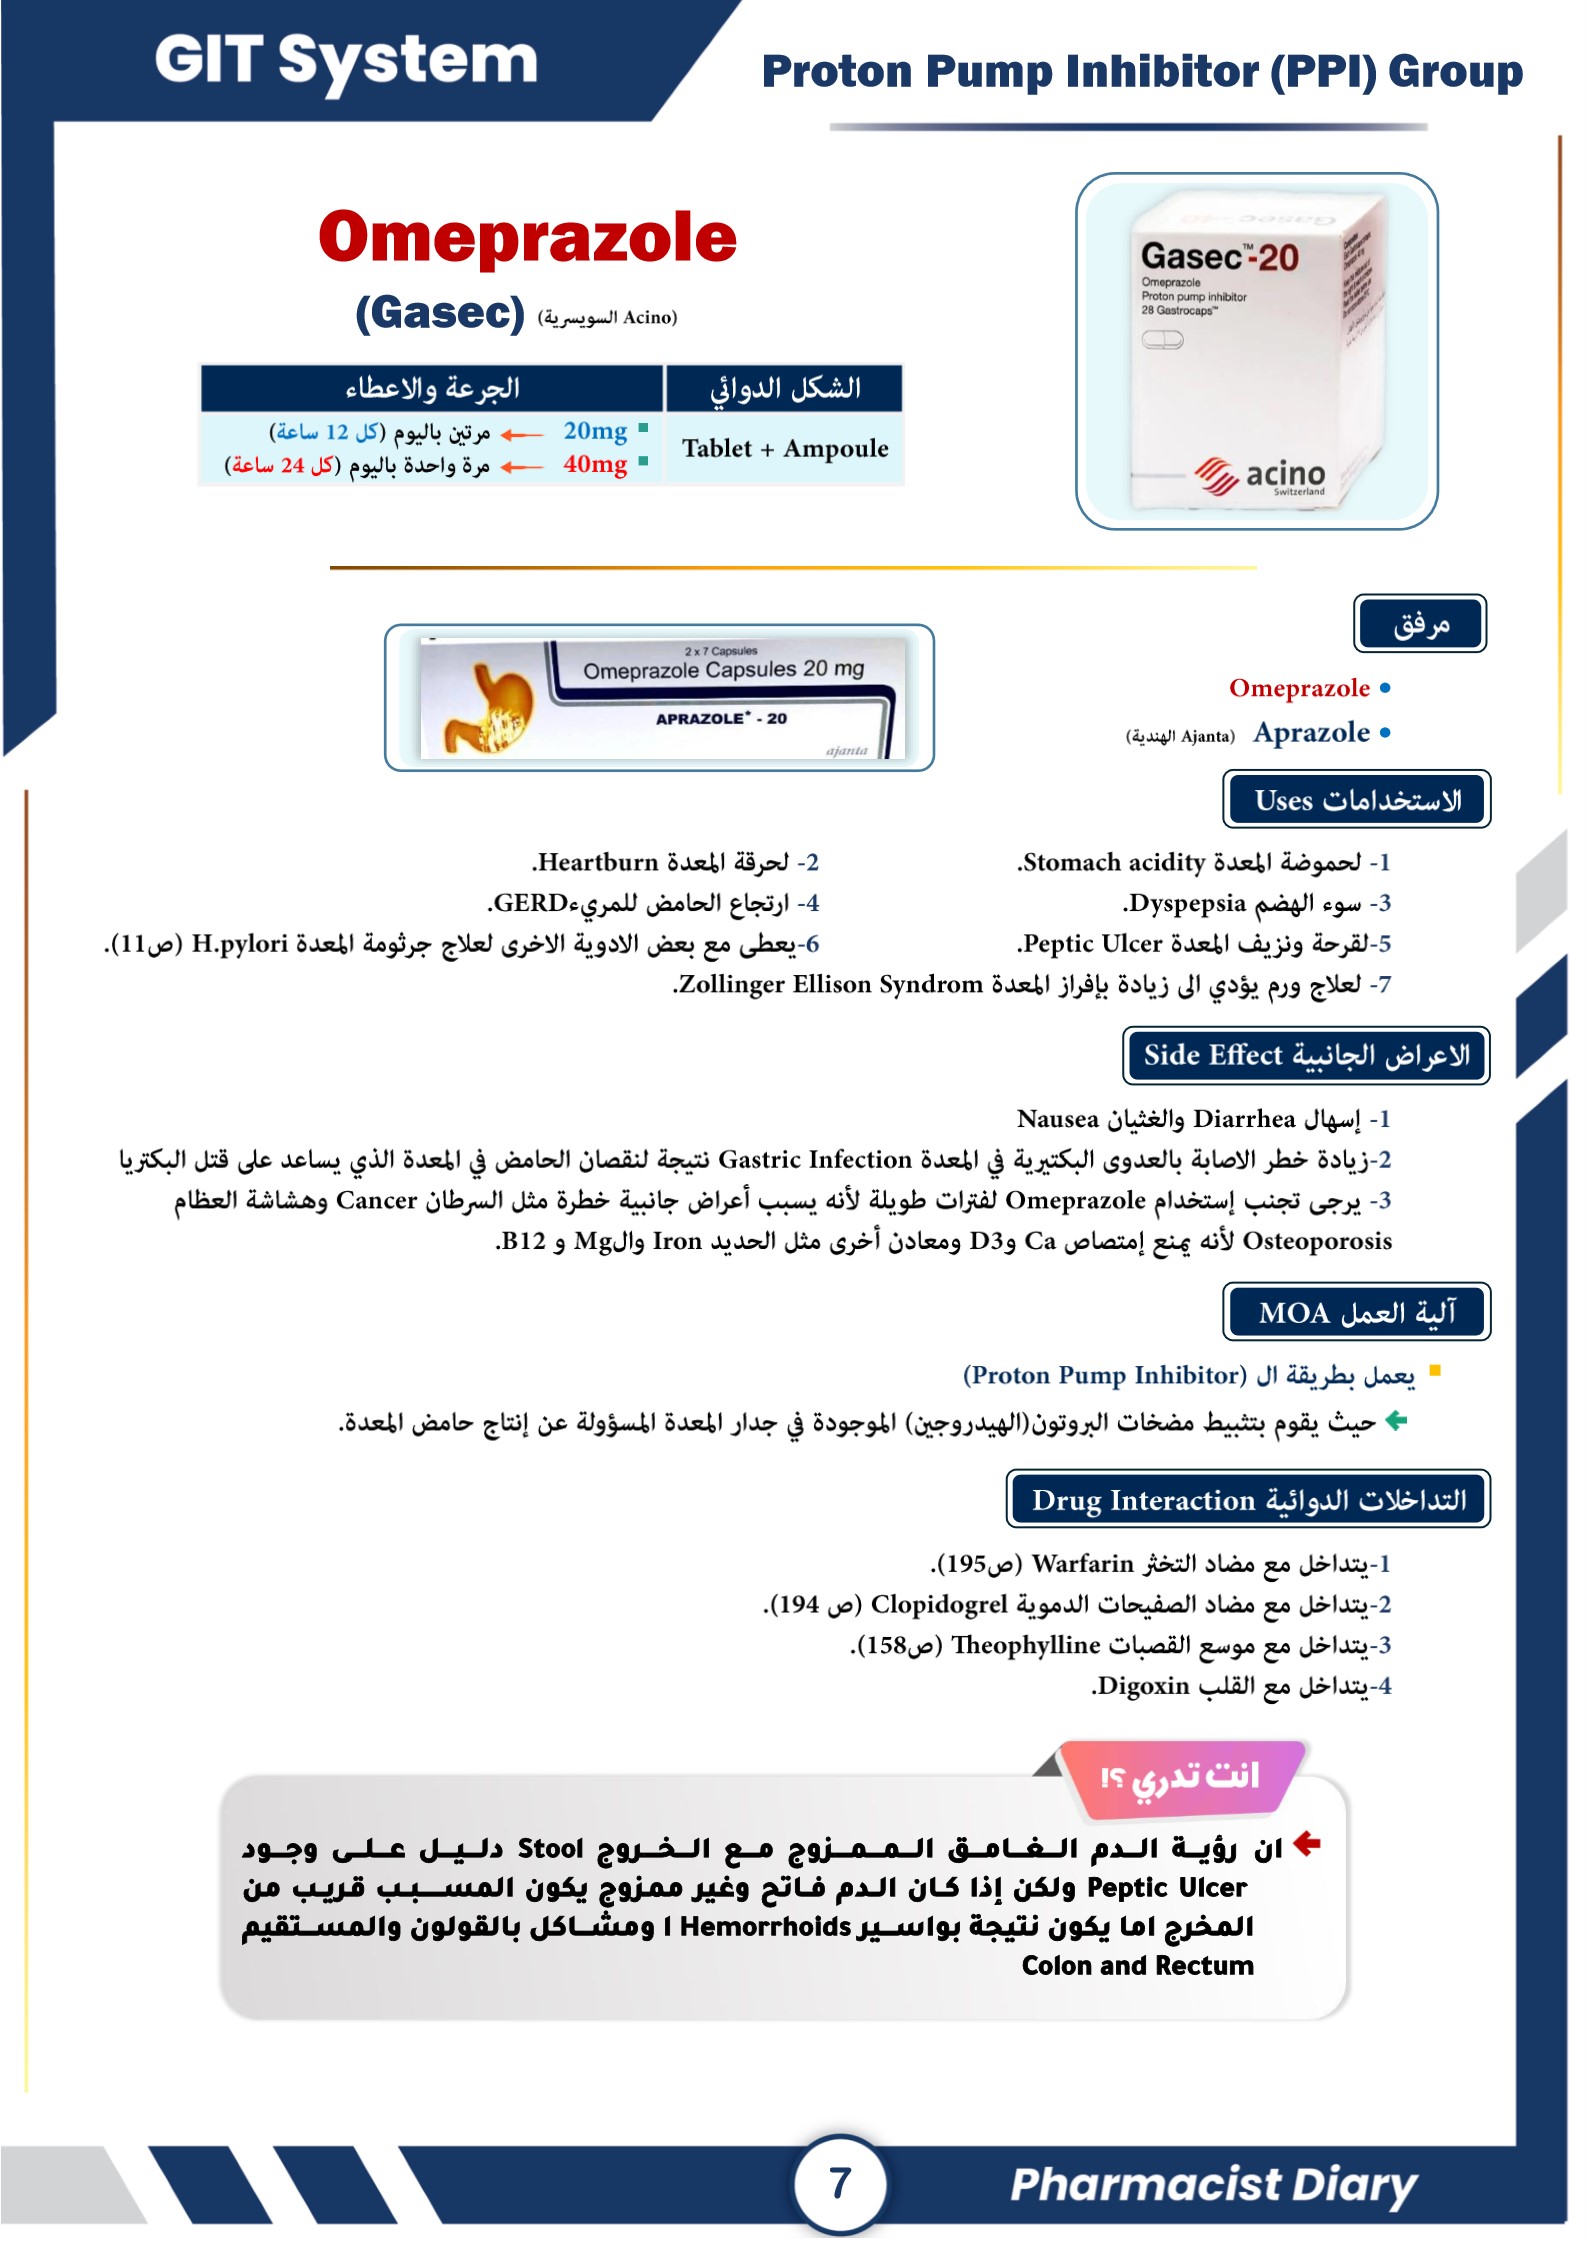 GIT System
Proton Pump Inhibitor (PPI) Group
Omeprazole
(Gasec) (Acino السويسرية)
Gasec™-20
Omeprazole
Proton pump inhibitor
28 Gastrocaps™
acino
Switzerland
الشكل الدوائي
الجرعة والاعطاء
Tablet + Ampoule
20mg ← مرتين باليوم (كل 12 ساعة)
40mg ← مرة واحدة باليوم (كل 24 ساعة)
مرفق
Omeprazole
Aprazole (Ajanta الهندية)
2 x 7 Capsules
Omeprazole Capsules 20 mg
APRAZOLE* - 20
ajanta
الاستخدامات Uses
1- لحموضة المعدة Stomach acidity.
2- لحرقة المعدة Heartburn.
3- سوء الهضم Dyspepsia.
4- ارتجاع الحامض للمريءGERD.
5-لقرحة ونزيف المعدة Peptic Ulcer.
6-يعطى مع بعض الادوية الاخرى لعلاج جرثومة المعدة H.pylori (ص11).
7- لعلاج ورم يؤدي الى زيادة بإفراز المعدة Zollinger Ellison Syndrom.
الاعراض الجانبية Side Effect
1- إسهال Diarrhea والغثيان Nausea
2-زيادة خطر الاصابة بالعدوى البكتيرية في المعدة Gastric Infection نتيجة لنقصان الحامض في المعدة الذي يساعد على قتل البكتريا
3- يرجى تجنب إستخدام Omeprazole لفترات طويلة لأنه يسبب أعراض جانبية خطرة مثل السرطان Cancer وهشاشة العظام
Osteoporosis لأنه يمنع إمتصاص Ca وD3 ومعادن أخرى مثل الحديد Iron والMg و B12.
آلية العمل MOA
يعمل بطريقة ال (Proton Pump Inhibitor)
حيث يقوم بتثبيط مضخات البروتون(الهيدروجين) الموجودة في جدار المعدة المسؤولة عن إنتاج حامض المعدة.
التداخلات الدوائية Drug Interaction
1-يتداخل مع مضاد التخثر Warfarin (ص195).
2-يتداخل مع مضاد الصفيحات الدموية Clopidogrel (ص 194).
3-يتداخل مع موسع القصبات Theophylline (ص158).
4-يتداخل مع القلب Digoxin.
انت تدري ؟!
ان رؤية الدم الغامق الممزوج مع الخروج Stool دليل على وجود
Peptic Ulcer ولكن إذا كان الدم فاتح وغير ممزوج يكون المسبب قريب من
المخرج اما يكون نتيجة بواسير Hemorrhoids ا ومشاكل بالقولون والمستقيم
Colon and Rectum
7
Pharmacist Diary